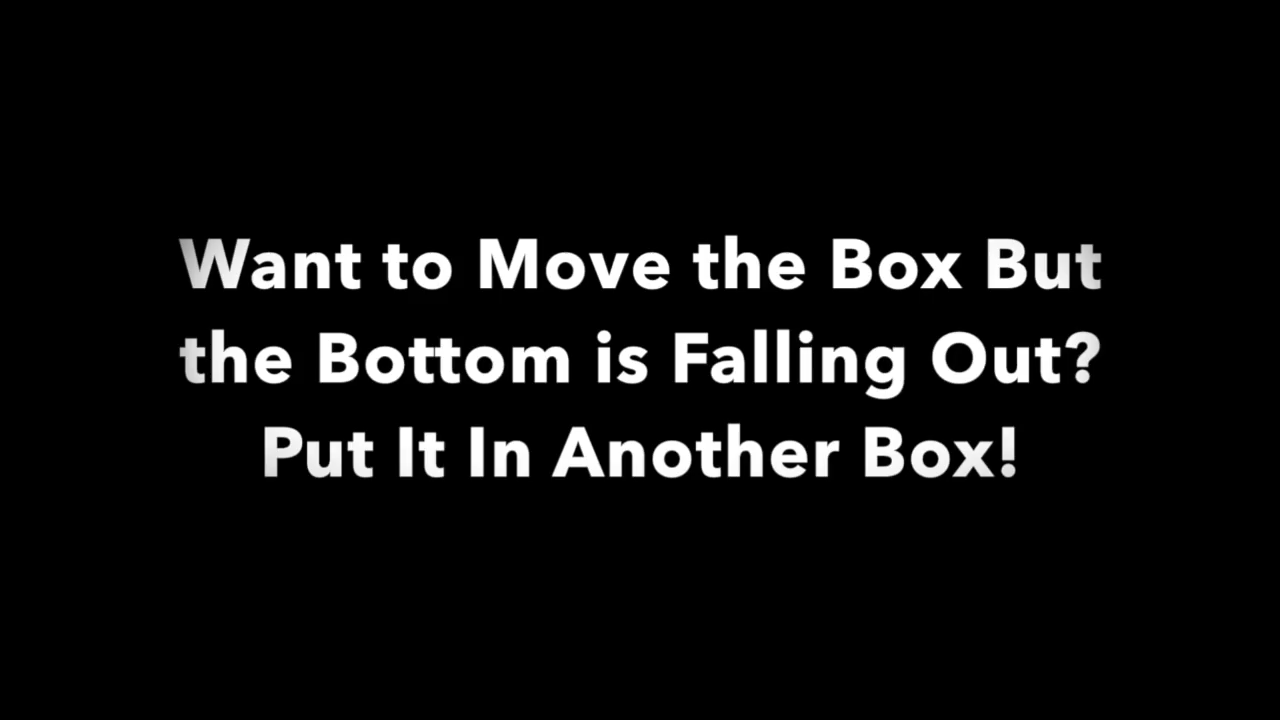 Want to Move the Box But
the Bottom is Falling Out?
Put It In Another Box!